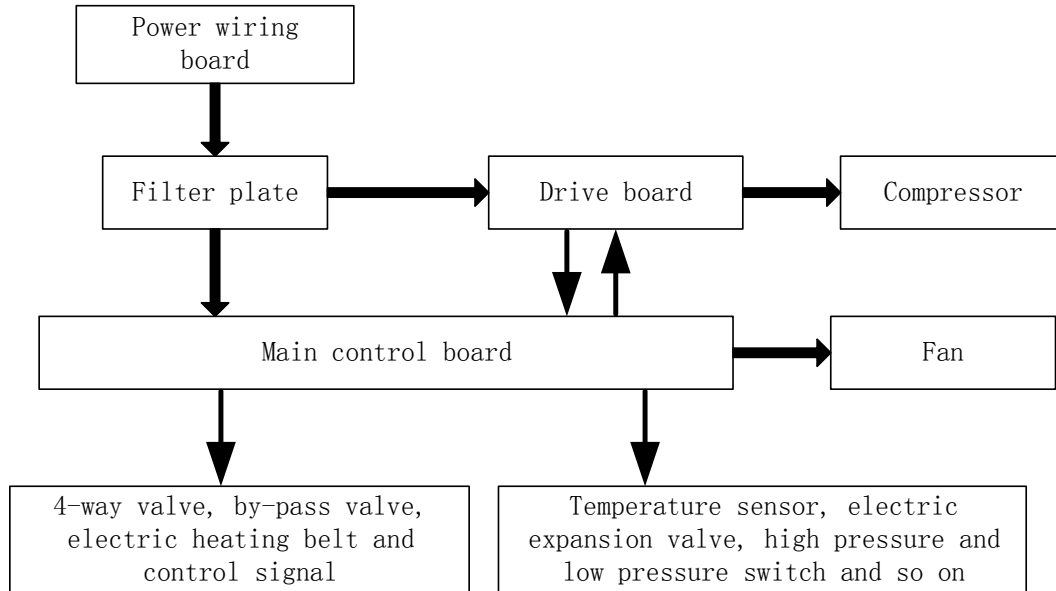 Power wiring
board
Filter plate
Drive board
Compressor
Main control board
Fan
4-way valve, by-pass valve,
electric heating belt and
control signal
Temperature sensor, electric
expansion valve, high pressure and
low pressure switch and so on